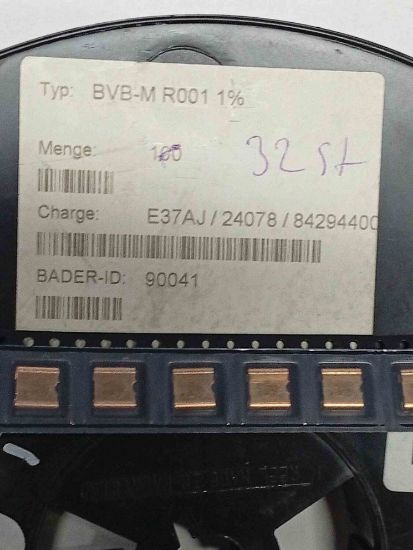 Typ: BVB-M R001 1%
Menge: 100 32 St
Charge: E37AJ / 24078 / 84294400
BADER-ID: 90041